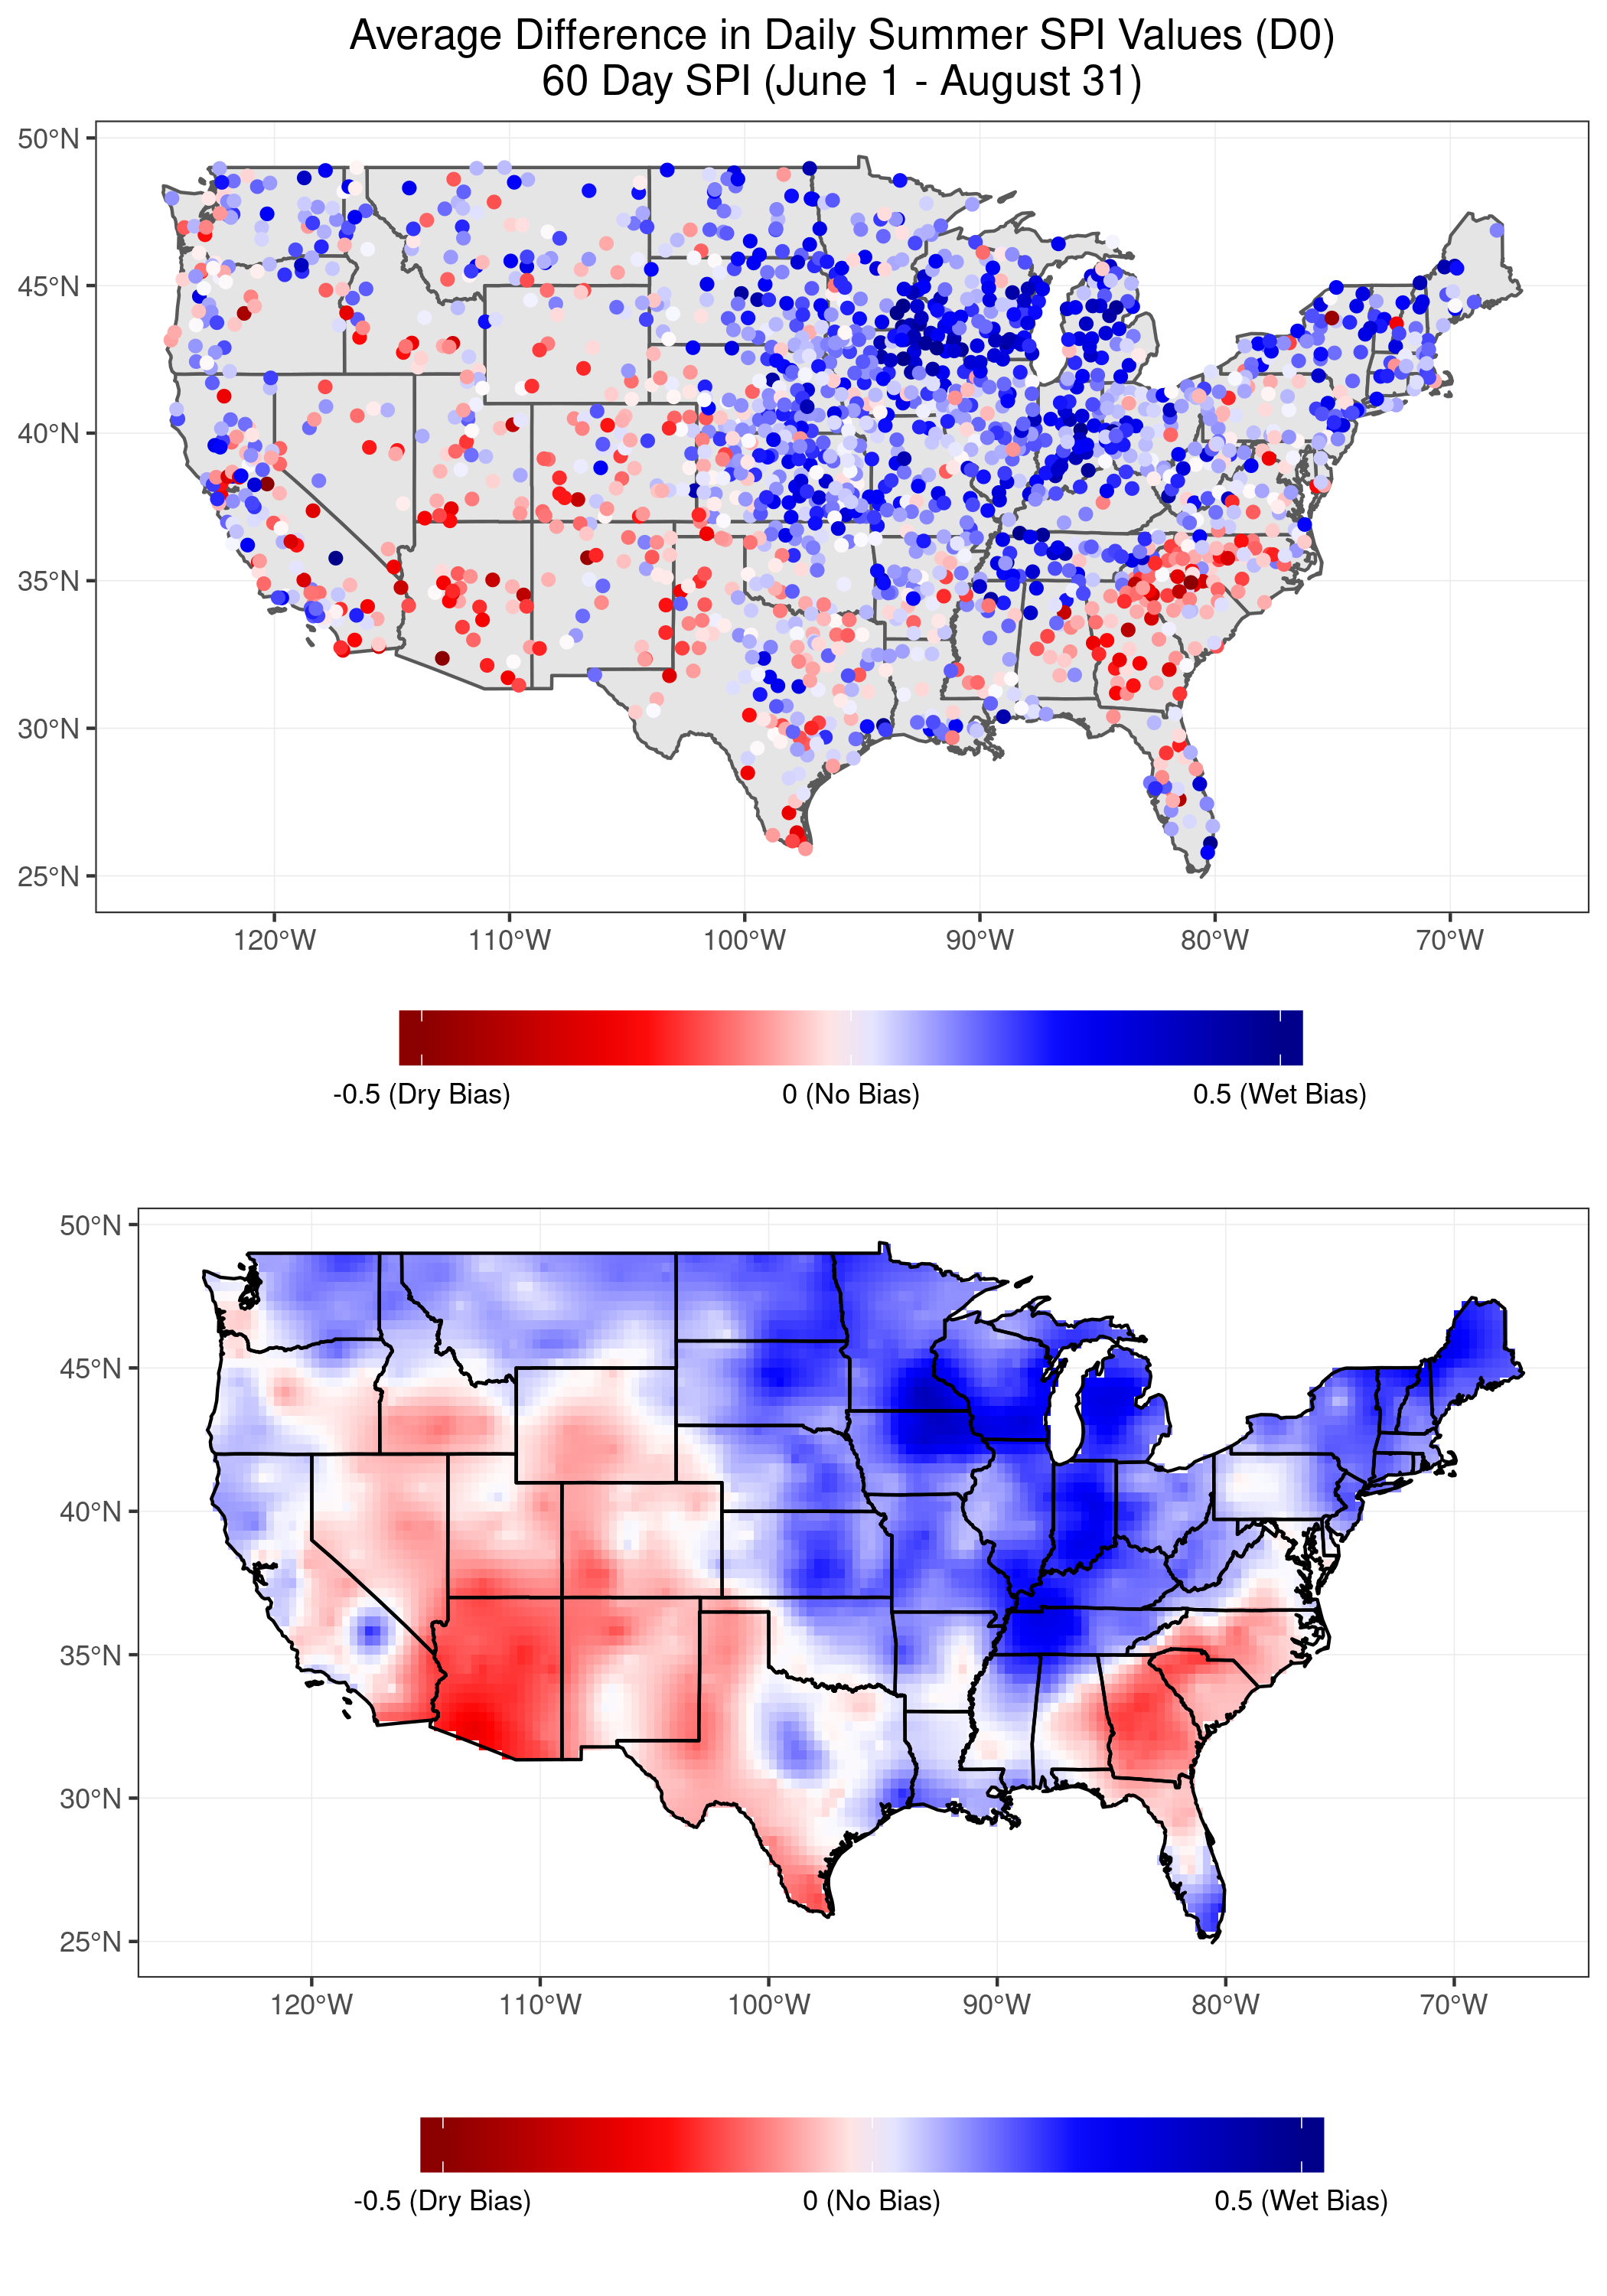 Average Difference in Daily Summer SPI Values (D0)
60 Day SPI (June 1 - August 31)
50°N
45°N
40°N
35°N
30°N
25°N
120°W 110°W 100°W 90°W 80°W 70°W
-0.5 (Dry Bias) 0 (No Bias) 0.5 (Wet Bias)
50°N
45°N
40°N
35°N
30°N
25°N
120°W 110°W 100°W 90°W 80°W 70°W
-0.5 (Dry Bias) 0 (No Bias) 0.5 (Wet Bias)